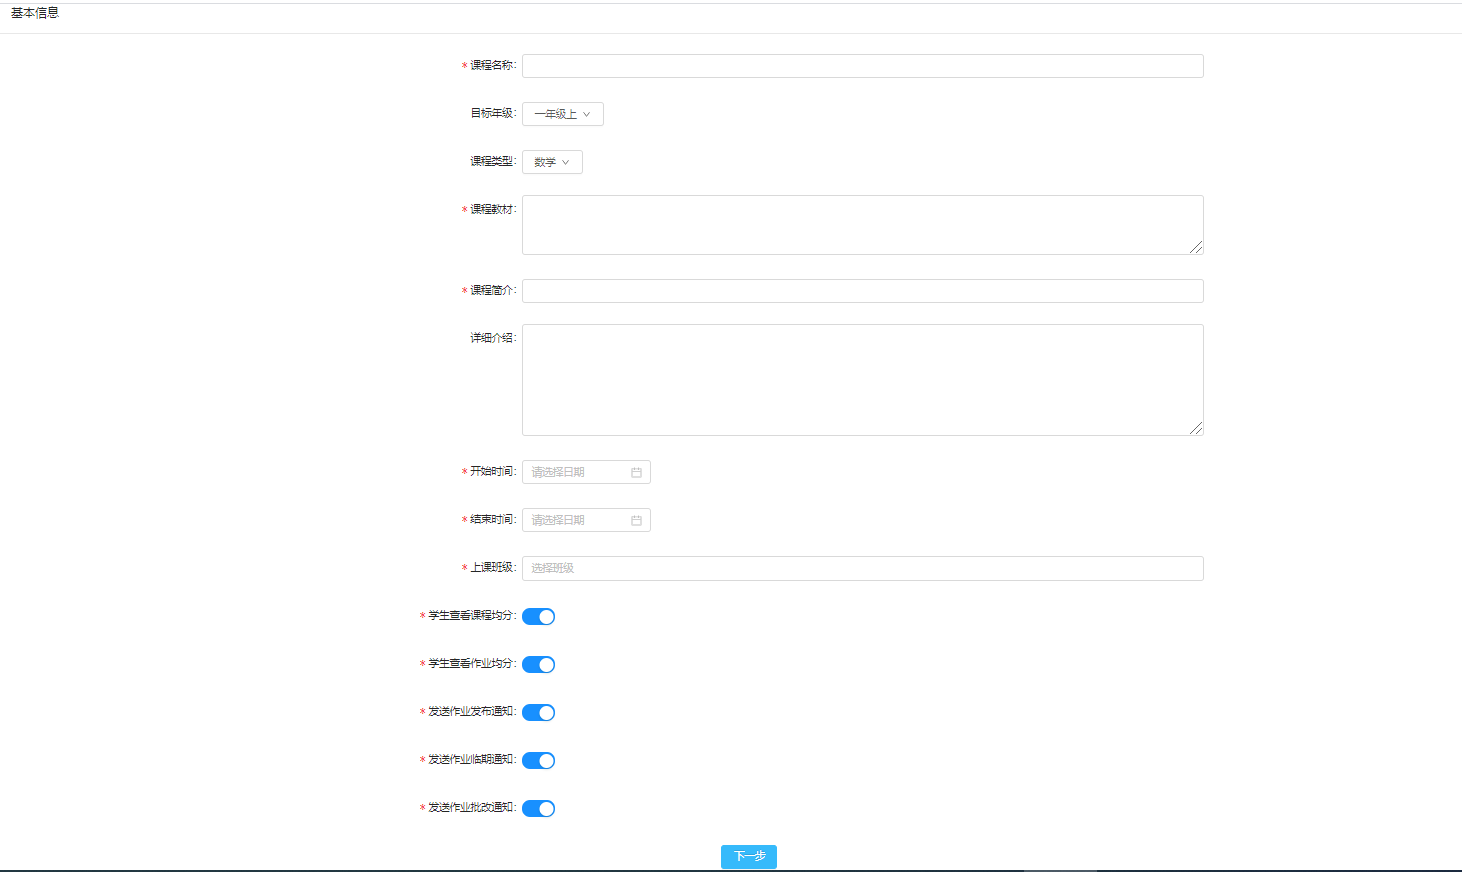 基本信息
* 课程名称:
目标年级: 一年级上
课程类型: 数学
* 课程教材:
* 课程简介:
详细介绍:
* 开始时间: 请选择日期
* 结束时间: 请选择日期
* 上课班级: 选择班级
* 学生查看课程均分:
* 学生查看作业均分:
* 发送作业发布通知:
* 发送作业临期通知:
* 发送作业批改通知:
下一步